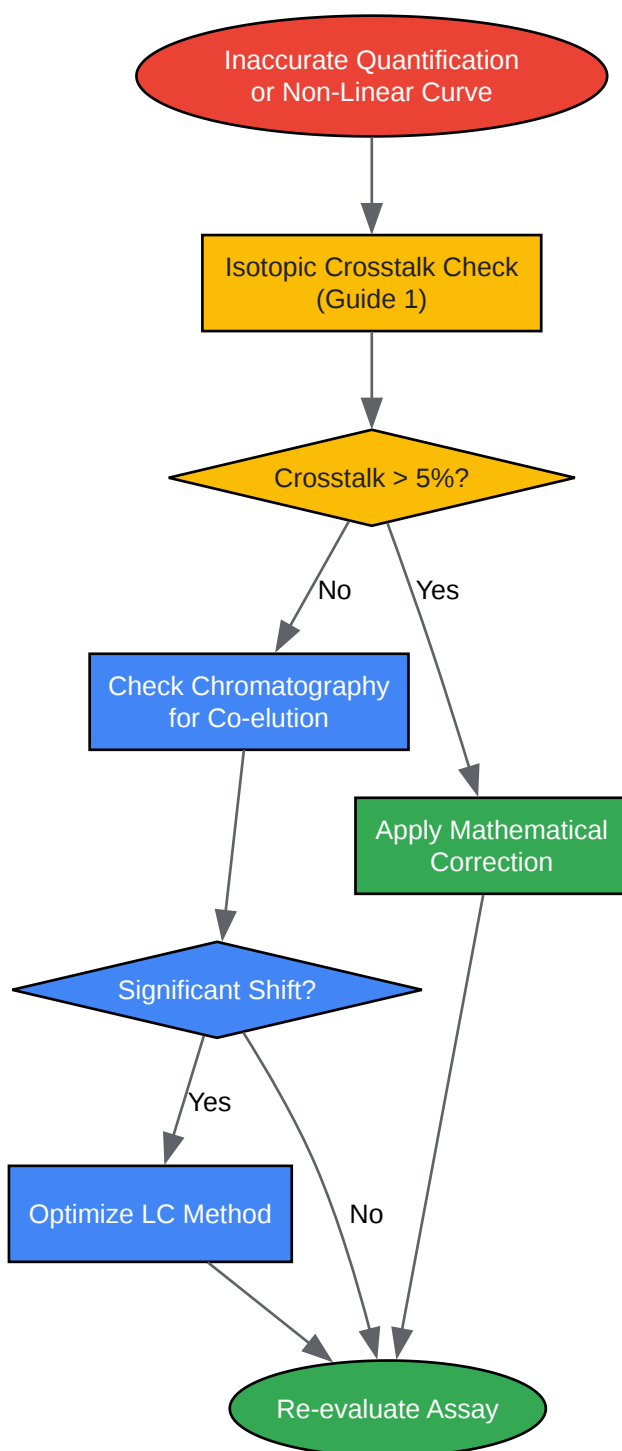 Inaccurate Quantification
or Non-Linear Curve
Isotopic Crosstalk Check
(Guide 1)
Crosstalk > 5%?
No
Yes
Check Chromatography
for Co-elution
Apply Mathematical
Correction
Significant Shift?
Yes
No
Optimize LC Method
Re-evaluate Assay